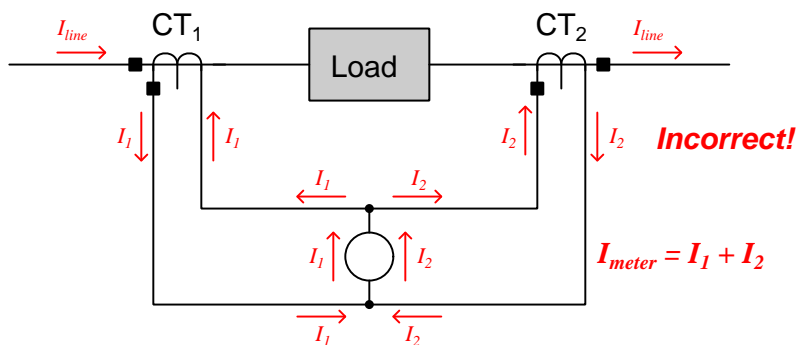 CT1 CT2
Iline Iline
Load
I1 I1 I2 I2 Incorrect!
I1 I2
I1 I2 Imeter = I1 + I2
I1 I2